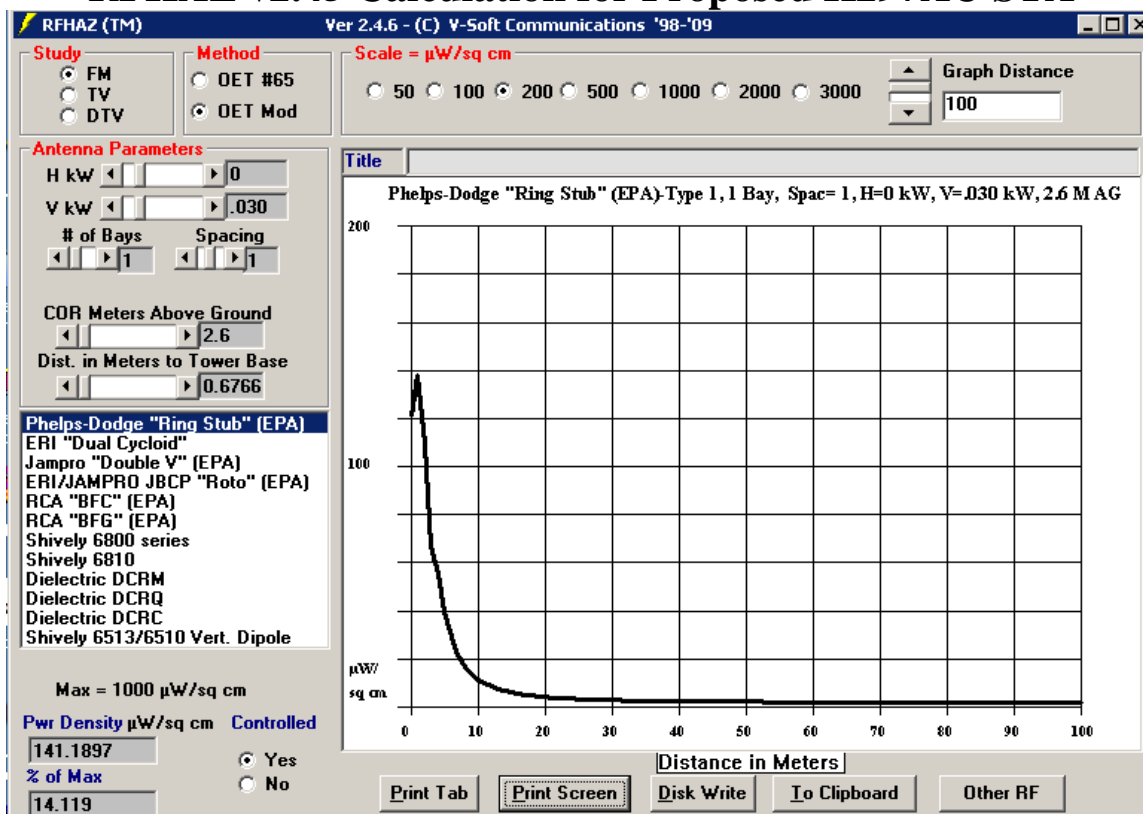 RFHAZ (TM) Ver 2.4.6 - (C) V-Soft Communications '98-'09
Study
FM
TV
DTV
Method
OET #65
OET Mod
Scale = µW/sq cm
50 100 200 500 1000 2000 3000
Graph Distance
100
Antenna Parameters
H kW 0
V kW .030
# of Bays Spacing
1 1
COR Meters Above Ground
2.6
Dist. in Meters to Tower Base
0.6766
Phelps-Dodge "Ring Stub" (EPA)
ERI "Dual Cycloid"
Jampro "Double V" (EPA)
ERI/JAMPRO JBCP "Roto" (EPA)
RCA "BFC" (EPA)
RCA "BFG" (EPA)
Shively 6800 series
Shively 6810
Dielectric DCRM
Dielectric DCRQ
Dielectric DCRC
Shively 6513/6510 Vert. Dipole
Max = 1000 µW/sq cm
Pwr Density µW/sq cm
141.1897
% of Max
14.119
Controlled
Yes
No
Title
Phelps-Dodge "Ring Stub" (EPA)-Type 1, 1 Bay, Spac= 1, H=0 kW, V=.030 kW, 2.6 M AG
200
100
µW/
sq cm
0 10 20 30 40 50 60 70 80 90 100
Distance in Meters
Print Tab Print Screen Disk Write To Clipboard Other RF